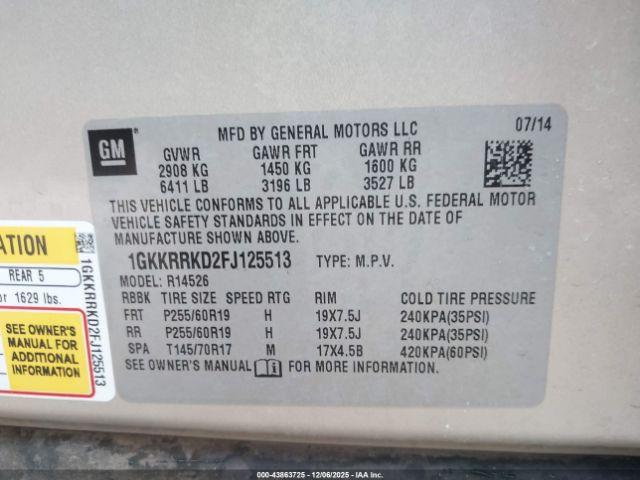 GM
MFD BY GENERAL MOTORS LLC 07/14
GVWR GAWR FRT GAWR RR
2908 KG 1450 KG 1600 KG
6411 LB 3196 LB 3527 LB
THIS VEHICLE CONFORMS TO ALL APPLICABLE U.S. FEDERAL MOTOR
VEHICLE SAFETY STANDARDS IN EFFECT ON THE DATE OF
MANUFACTURE SHOWN ABOVE.
1GKKRRKD2FJ125513 TYPE: M.P.V.
MODEL: R14526
RBBK TIRE SIZE SPEED RTG RIM COLD TIRE PRESSURE
FRT P255/60R19 H 19X7.5J 240KPA(35PSI)
RR P255/60R19 H 19X7.5J 240KPA(35PSI)
SPA T145/70R17 M 17X4.5B 420KPA(60PSI)
SEE OWNER'S MANUAL FOR MORE INFORMATION.
ATION
REAR 5
or 1629 lbs.
SEE OWNER'S
MANUAL FOR
ADDITIONAL
INFORMATION
1GKKRRKD2FJ125513
000-43863725 - 12/06/2025 - IAAI.COM